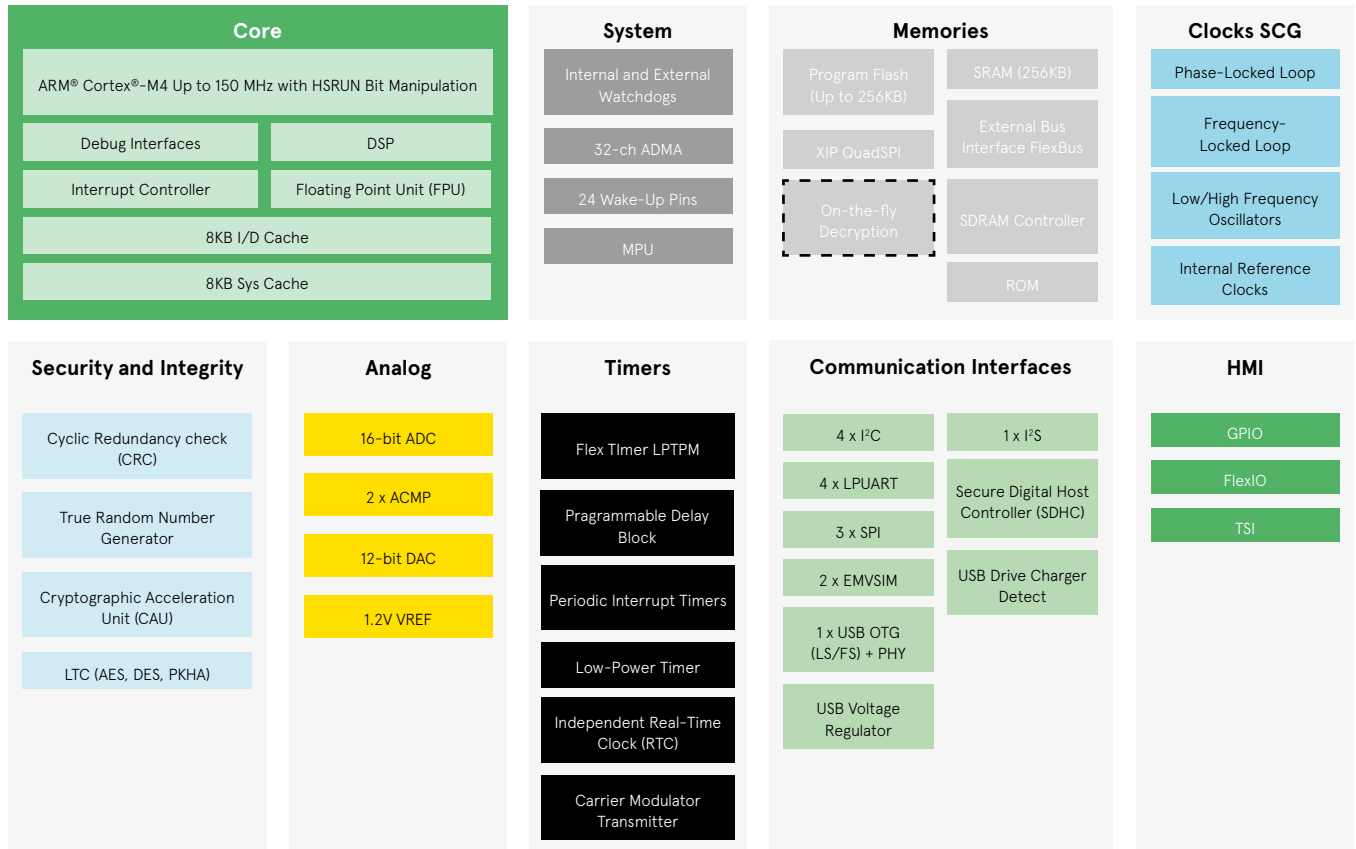 Core
ARM® Cortex®-M4 Up to 150 MHz with HSRUN Bit Manipulation
Debug Interfaces
DSP
Interrupt Controller
Floating Point Unit (FPU)
8KB I/D Cache
8KB Sys Cache
System
Internal and External
Watchdogs
32-ch ADMA
24 Wake-Up Pins
MPU
Memories
Program Flash
(Up to 256KB)
XIP QuadSPI
On-the-fly
Decryption
SRAM (256KB)
External Bus
Interface FlexBus
SDRAM Controller
ROM
Clocks SCG
Phase-Locked Loop
Frequency-
Locked Loop
Low/High Frequency
Oscillators
Internal Reference
Clocks
Security and Integrity
Cyclic Redundancy check
(CRC)
True Random Number
Generator
Cryptographic Acceleration
Unit (CAU)
LTC (AES, DES, PKHA)
Analog
16-bit ADC
2 x ACMP
12-bit DAC
1.2V VREF
Timers
Flex TImer LPTPM
Pragrammable Delay
Block
Periodic Interrupt Timers
Low-Power Timer
Independent Real-Time
Clock (RTC)
Carrier Modulator
Transmitter
Communication Interfaces
4 x I²C
4 x LPUART
3 x SPI
2 x EMVSIM
1 x USB OTG
(LS/FS) + PHY
USB Voltage
Regulator
1 x I²S
Secure Digital Host
Controller (SDHC)
USB Drive Charger
Detect
HMI
GPIO
FlexIO
TSI